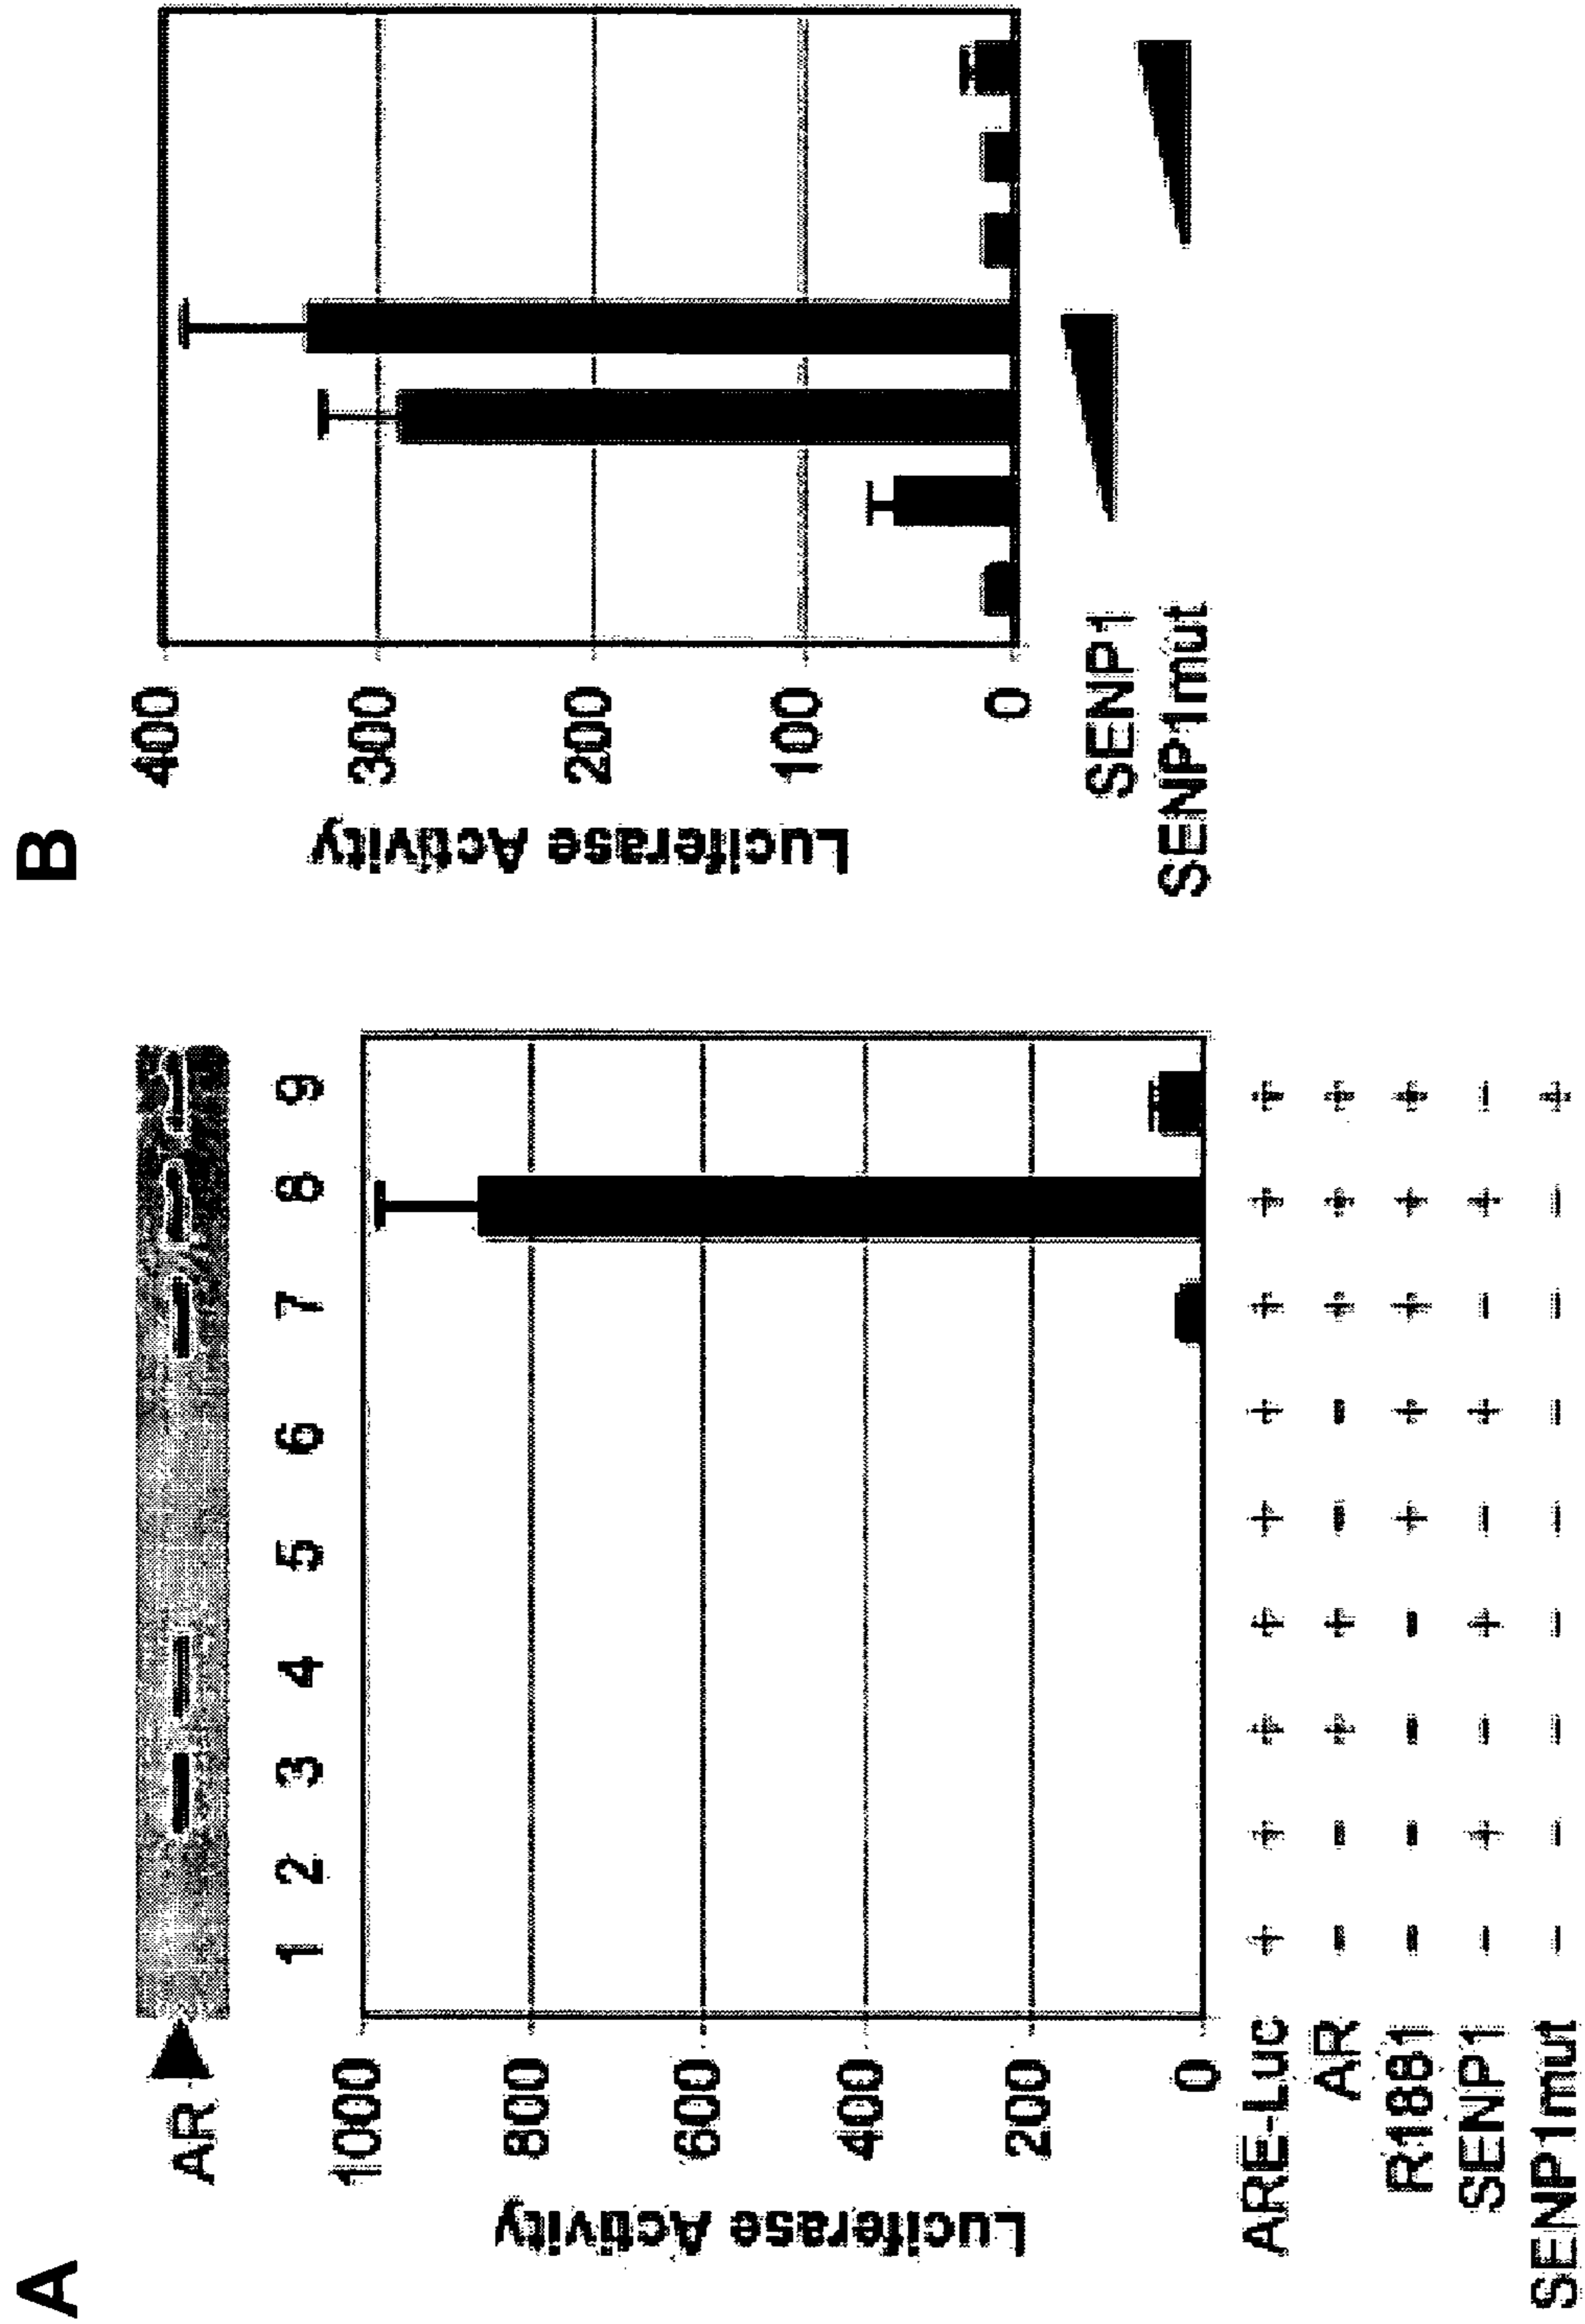 A
AR
1 2 3 4 5 6 7 8 9
1000
800
600
400
200
0
Luciferase Activity
ARE-Luc + + + + + + + + +
AR - - + + - - + + +
R1881 - - - - + + + + +
SENP1 - + - + - + - + -
SENP1mut - - - - - - - - +
B
400
300
200
100
0
Luciferase Activity
SENP1
SENP1mut